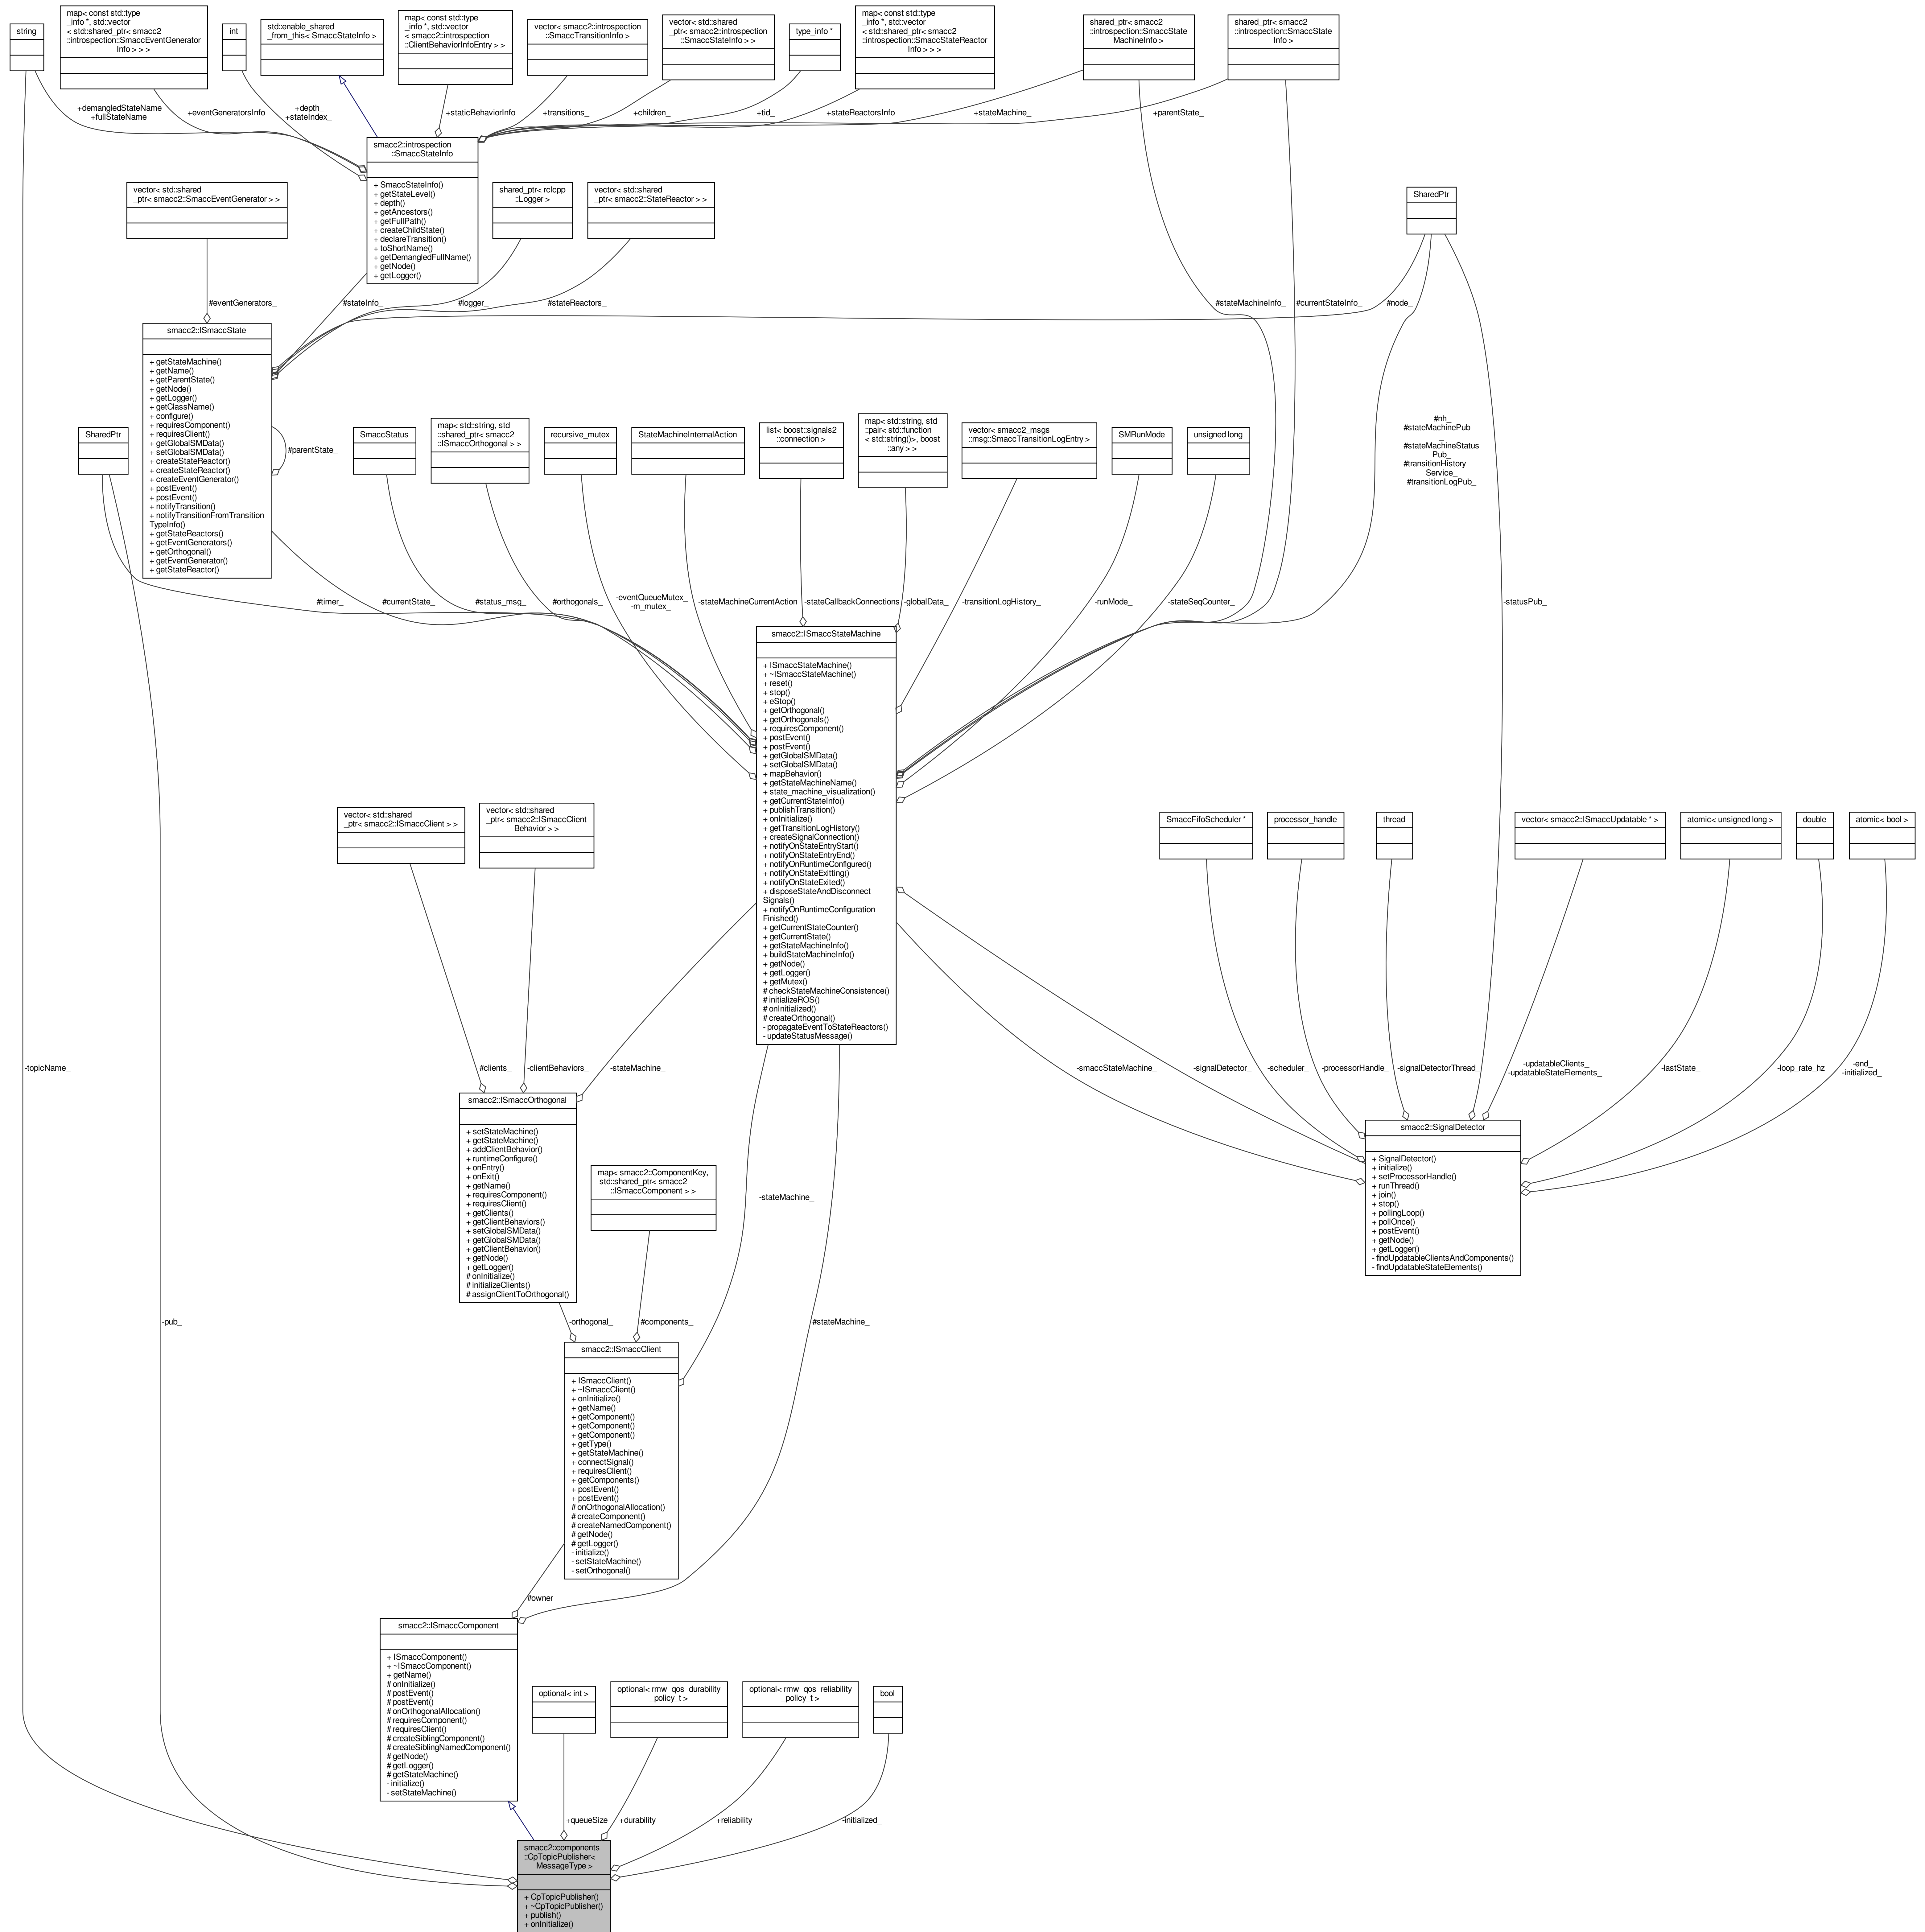 string
map< const std::type
_info *, std::vector
< std::shared_ptr< smacc2
::introspection::SmaccEventGenerator
Info > > >
int
std::enable_shared
_from_this< SmaccStateInfo >
map< const std::type
_info *, std::vector
< smacc2::introspection
::ClientBehaviorInfoEntry > >
vector< smacc2::introspection
::SmaccTransitionInfo >
vector< std::shared
_ptr< smacc2::introspection
::SmaccStateInfo > >
type_info *
map< const std::type
_info *, std::vector
< std::shared_ptr< smacc2
::introspection::SmaccStateReactor
Info > > >
shared_ptr< smacc2
::introspection::SmaccState
MachineInfo >
shared_ptr< smacc2
::introspection::SmaccState
Info >
+demangledStateName
+fullStateName
+eventGeneratorsInfo
+depth_
+stateIndex_
+staticBehaviorInfo
+transitions_
+children_
+tid_
+stateReactorsInfo
+stateMachine_
+parentState_
smacc2::introspection
::SmaccStateInfo
+ SmaccStateInfo()
+ getStateLevel()
+ depth()
+ getAncestors()
+ getFullPath()
+ createChildState()
+ declareTransition()
+ toShortName()
+ getDemangledFullName()
+ getNode()
+ getLogger()
vector< std::shared
_ptr< smacc2::SmaccEventGenerator > >
shared_ptr< rclcpp
::Logger >
vector< std::shared
_ptr< smacc2::StateReactor > >
SharedPtr
#eventGenerators_
#stateInfo_
#logger_
#stateReactors_
#stateMachineInfo_
#currentStateInfo_
#node_
smacc2::ISmaccState
+ getStateMachine()
+ getName()
+ getParentState()
+ getNode()
+ getLogger()
+ getClassName()
+ configure()
+ requiresComponent()
+ requiresClient()
+ getGlobalSMData()
+ setGlobalSMData()
+ createStateReactor()
+ createStateReactor()
+ createEventGenerator()
+ postEvent()
+ postEvent()
+ notifyTransition()
+ notifyTransitionFromTransition
TypeInfo()
+ getStateReactors()
+ getEventGenerators()
+ getOrthogonal()
+ getEventGenerator()
+ getStateReactor()
#parentState_
SharedPtr
SmaccStatus
map< std::string, std
::shared_ptr< smacc2
::ISmaccOrthogonal > >
recursive_mutex
StateMachineInternalAction
list< boost::signals2
::connection >
map< std::string, std
::pair< std::function
< std::string()>, boost
::any > >
vector< smacc2_msgs
::msg::SmaccTransitionLogEntry >
SMRunMode
unsigned long
#nh_
#stateMachinePub
_
#stateMachineStatus
Pub_
#transitionHistory
Service_
#transitionLogPub_
#timer_
#currentState_
#status_msg_
#orthogonals_
-eventQueueMutex_
-m_mutex_
-stateMachineCurrentAction
-stateCallbackConnections
-globalData_
-transitionLogHistory_
-runMode_
-stateSeqCounter_
-statusPub_
smacc2::ISmaccStateMachine
+ ISmaccStateMachine()
+ ~ISmaccStateMachine()
+ reset()
+ stop()
+ eStop()
+ getOrthogonal()
+ getOrthogonals()
+ requiresComponent()
+ postEvent()
+ postEvent()
+ getGlobalSMData()
+ setGlobalSMData()
+ mapBehavior()
+ getStateMachineName()
+ state_machine_visualization()
+ getCurrentStateInfo()
+ publishTransition()
+ onInitialize()
+ getTransitionLogHistory()
+ createSignalConnection()
+ notifyOnStateEntryStart()
+ notifyOnStateEntryEnd()
+ notifyOnRuntimeConfigured()
+ notifyOnStateExitting()
+ notifyOnStateExited()
+ disposeStateAndDisconnect
Signals()
+ notifyOnRuntimeConfiguration
Finished()
+ getCurrentStateCounter()
+ getCurrentState()
+ getStateMachineInfo()
+ buildStateMachineInfo()
+ getNode()
+ getLogger()
+ getMutex()
# checkStateMachineConsistence()
# initializeROS()
# onInitialized()
# createOrthogonal()
- propagateEventToStateReactors()
- updateStatusMessage()
vector< std::shared
_ptr< smacc2::ISmaccClient > >
vector< std::shared
_ptr< smacc2::ISmaccClient
Behavior > >
SmaccFifoScheduler *
processor_handle
thread
vector< smacc2::ISmaccUpdatable * >
atomic< unsigned long >
double
atomic< bool >
-topicName_
#clients_
-clientBehaviors_
-stateMachine_
-smaccStateMachine_
-signalDetector_
-scheduler_
-processorHandle_
-signalDetectorThread_
-updatableClients_
-updatableStateElements_
-lastState_
-loop_rate_hz
-end_
-initialized_
smacc2::ISmaccOrthogonal
+ setStateMachine()
+ getStateMachine()
+ addClientBehavior()
+ runtimeConfigure()
+ onEntry()
+ onExit()
+ getName()
+ requiresComponent()
+ requiresClient()
+ getClients()
+ getClientBehaviors()
+ setGlobalSMData()
+ getGlobalSMData()
+ getClientBehavior()
+ getNode()
+ getLogger()
# onInitialize()
# initializeClients()
# assignClientToOrthogonal()
smacc2::SignalDetector
+ SignalDetector()
+ initialize()
+ setProcessorHandle()
+ runThread()
+ join()
+ stop()
+ pollingLoop()
+ pollOnce()
+ postEvent()
+ getNode()
+ getLogger()
- findUpdatableClientsAndComponents()
- findUpdatableStateElements()
map< smacc2::ComponentKey,
std::shared_ptr< smacc2
::ISmaccComponent > >
-stateMachine_
-pub_
-orthogonal_
#components_
#stateMachine_
smacc2::ISmaccClient
+ ISmaccClient()
+ ~ISmaccClient()
+ onInitialize()
+ getName()
+ getComponent()
+ getComponent()
+ getComponent()
+ getType()
+ getStateMachine()
+ connectSignal()
+ requiresClient()
+ getComponents()
+ postEvent()
+ postEvent()
# onOrthogonalAllocation()
# createComponent()
# createNamedComponent()
# getNode()
# getLogger()
- initialize()
- setStateMachine()
- setOrthogonal()
#owner_
smacc2::ISmaccComponent
+ ISmaccComponent()
+ ~ISmaccComponent()
+ getName()
# onInitialize()
# postEvent()
# postEvent()
# onOrthogonalAllocation()
# requiresComponent()
# requiresClient()
# createSiblingComponent()
# createSiblingNamedComponent()
# getNode()
# getLogger()
# getStateMachine()
- initialize()
- setStateMachine()
optional< int >
optional< rmw_qos_durability
_policy_t >
optional< rmw_qos_reliability
_policy_t >
bool
+queueSize
+durability
+reliability
-initialized_
smacc2::components
::CpTopicPublisher<
MessageType >
+ CpTopicPublisher()
+ ~CpTopicPublisher()
+ publish()
+ onInitialize()